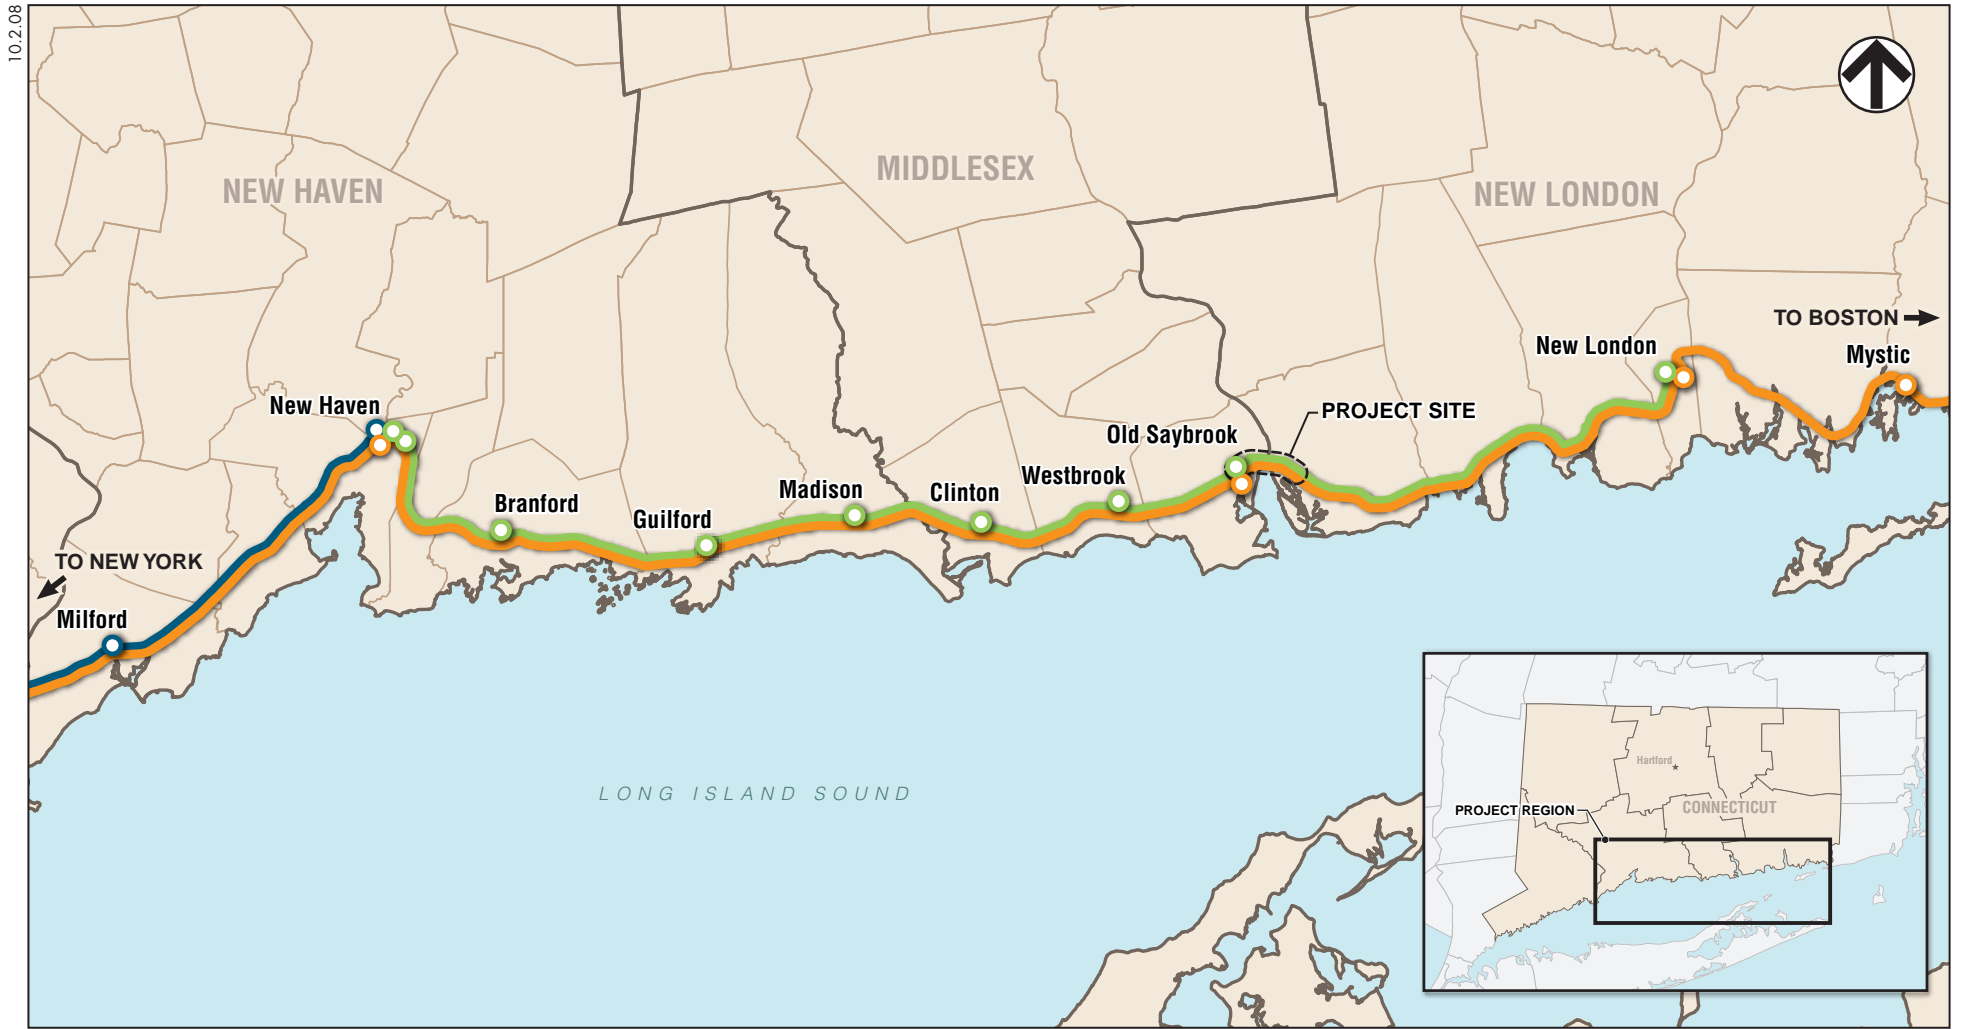 10.2.08
NEW HAVEN
MIDDLESEX
NEW LONDON
TO BOSTON
New London
Mystic
New Haven
PROJECT SITE
Old Saybrook
Westbrook
Madison
Clinton
Branford
Guilford
TO NEW YORK
Milford
LONG ISLAND SOUND
Hartford
CONNECTICUT
PROJECT REGION